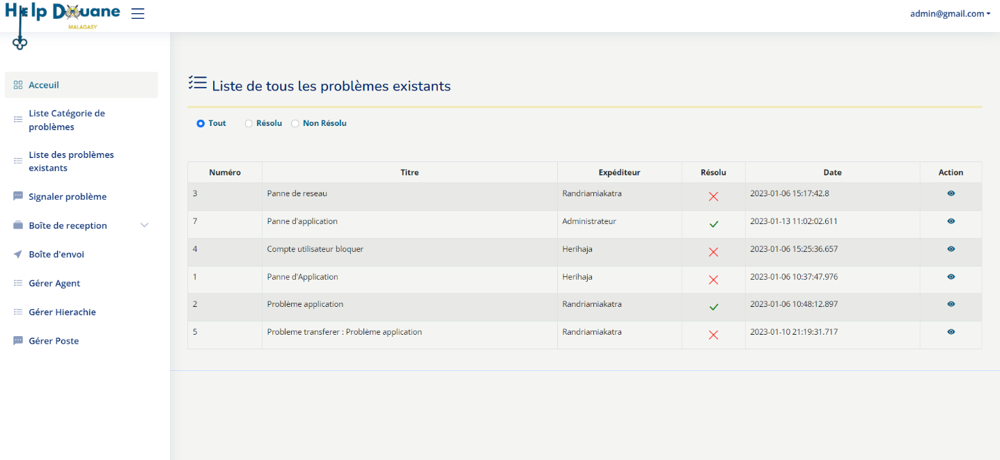 Help Douane
MALAGASY
admin@gmail.com
Acceuil
Liste Catégorie de
problèmes
Liste des problèmes
existants
Signaler problème
Boîte de reception
Boîte d'envoi
Gérer Agent
Gérer Hierachie
Gérer Poste
Liste de tous les problèmes existants
Tout Résolu Non Résolu
Numéro Titre Expéditeur Résolu Date Action
3 Panne de reseau Randriamiakatra 2023-01-06 15:17:42.8
7 Panne d'application Administrateur 2023-01-13 11:02:02.611
4 Compte utilisateur bloquer Herihaja 2023-01-06 15:25:36.657
1 Panne d'Application Herihaja 2023-01-06 10:37:47.976
2 Problème application Randriamiakatra 2023-01-06 10:48:12.897
5 Probleme transferer : Problème application Randriamiakatra 2023-01-10 21:19:31.717